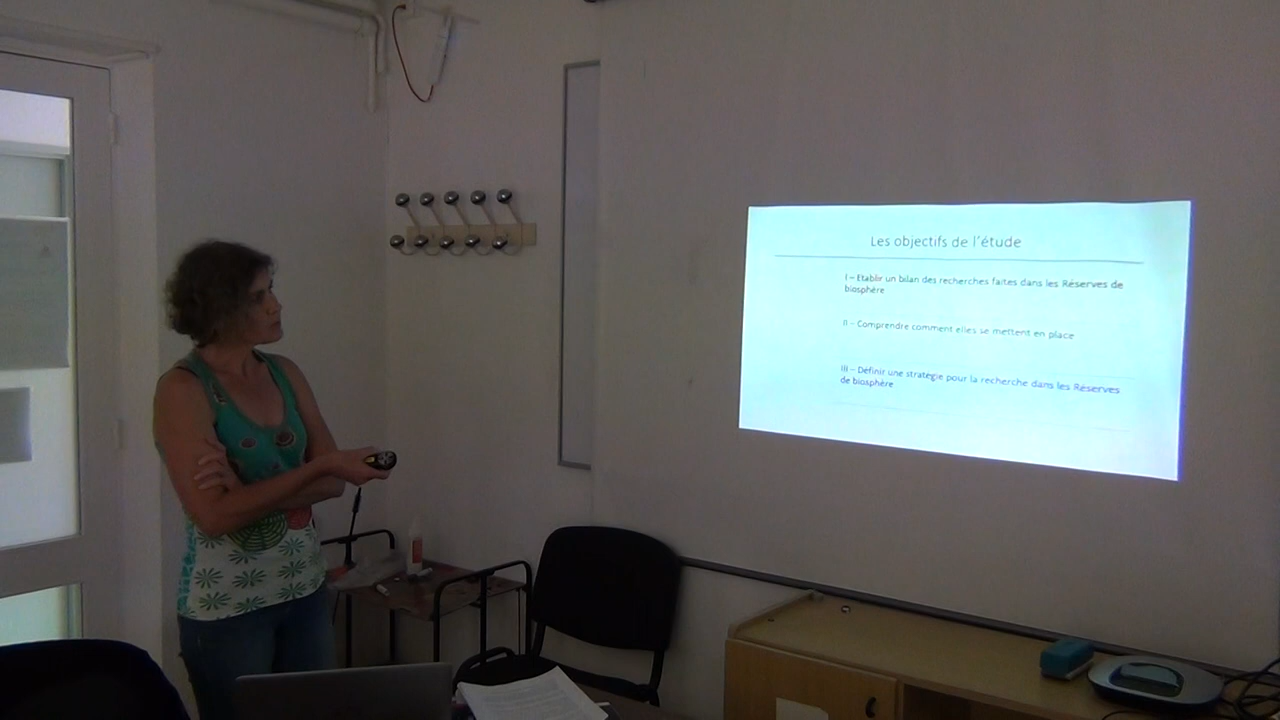 Les objectifs de l'étude
I – Etablir un bilan des recherches faites dans les Réserves de
biosphère
II – Comprendre comment elles se mettent en place
III – Définir une stratégie pour la recherche dans les Réserves
de biosphère